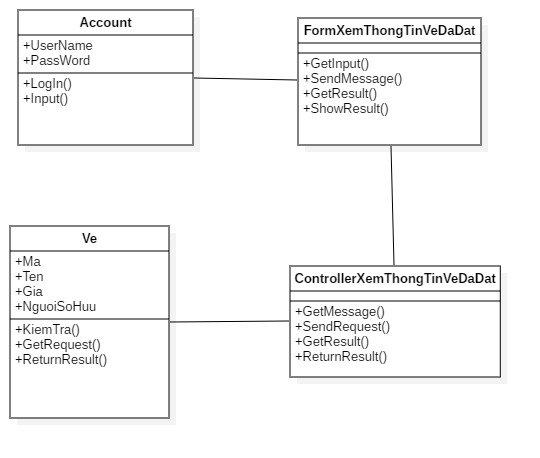 Account
+UserName
+PassWord
+LogIn()
+Input()
FormXemThongTinVeDaDat
+GetInput()
+SendMessage()
+GetResult()
+ShowResult()
Ve
+Ma
+Ten
+Gia
+NguoiSoHuu
+KiemTra()
+GetRequest()
+ReturnResult()
ControllerXemThongTinVeDaDat
+GetMessage()
+SendRequest()
+GetResult()
+ReturnResult()